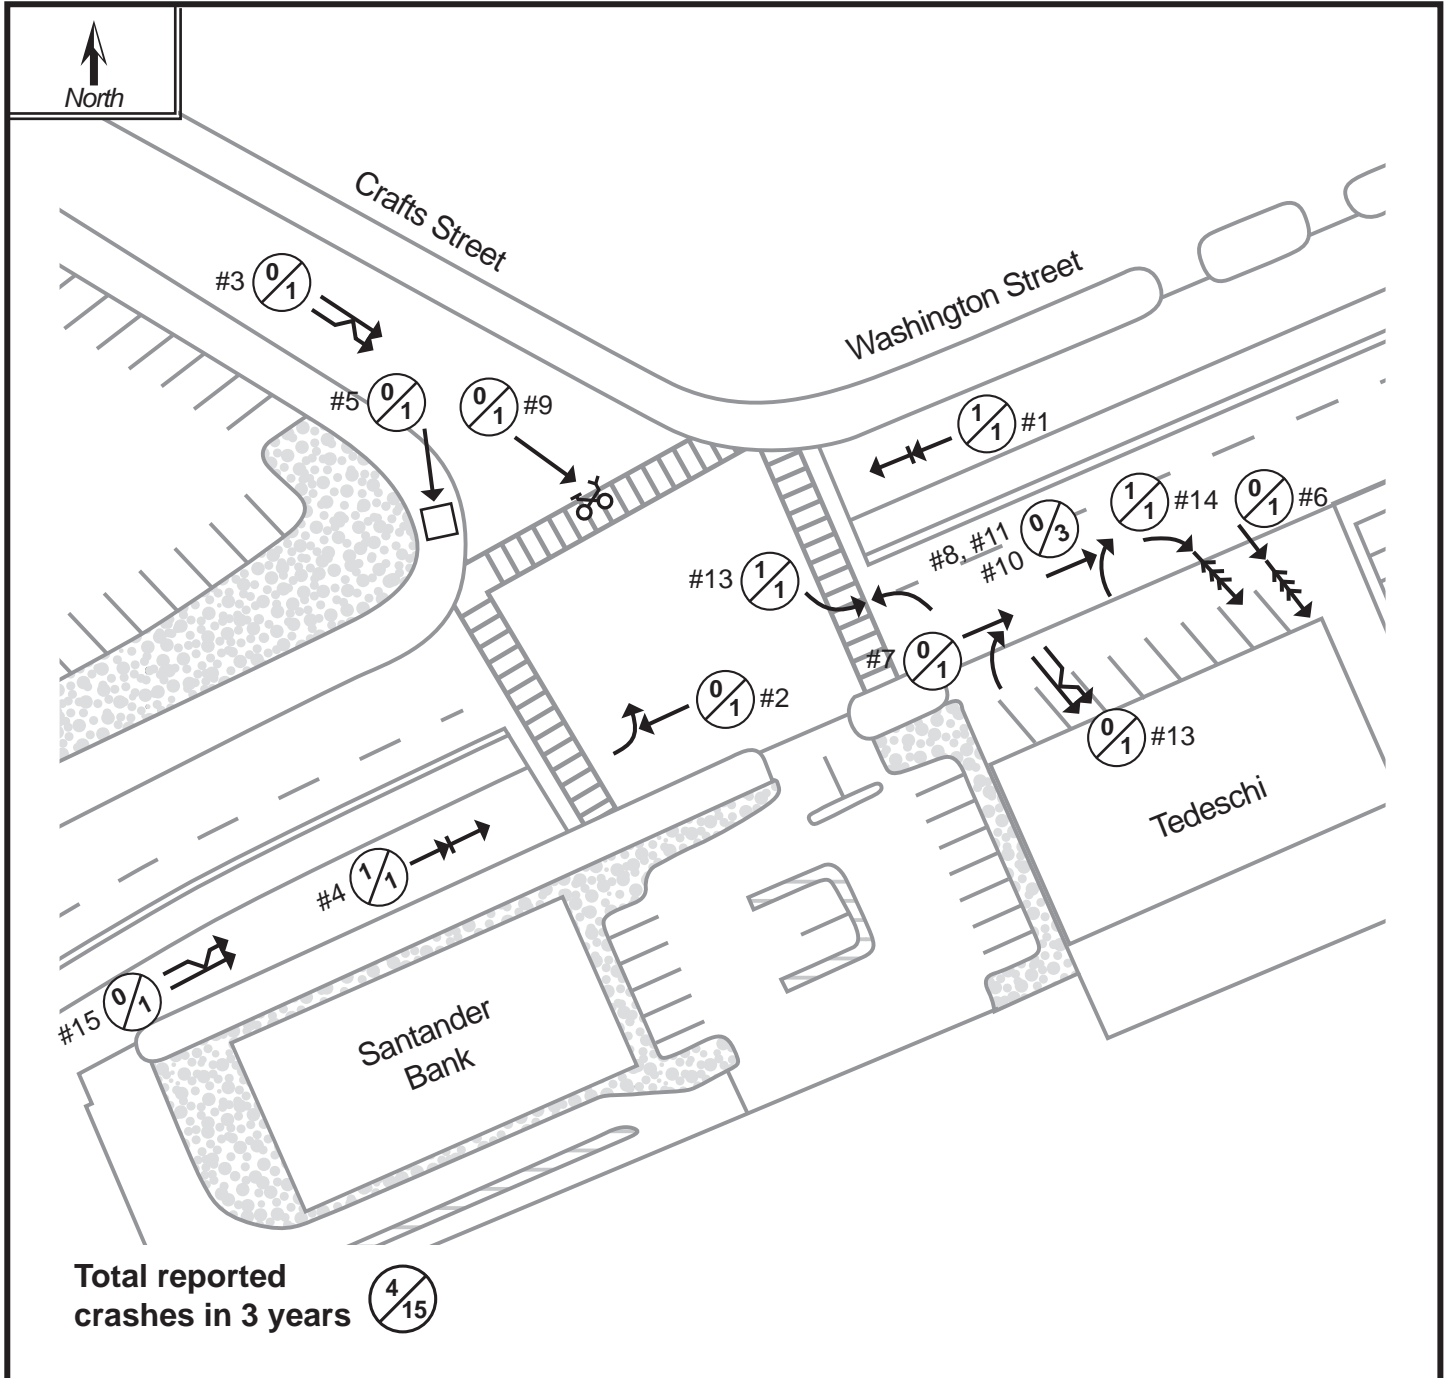 North
Crafts Street
Washington Street
#3 0/1
#5 0/1
0/1 #9
1/1 #1
1/1 #14
0/1 #6
#8, #11
#10
0/3
#13 1/1
#7 0/1
0/1 #2
0/1 #13
Tedeschi
#4 1/1
#15 0/1
Santander
Bank
Total reported
crashes in 3 years 4/15